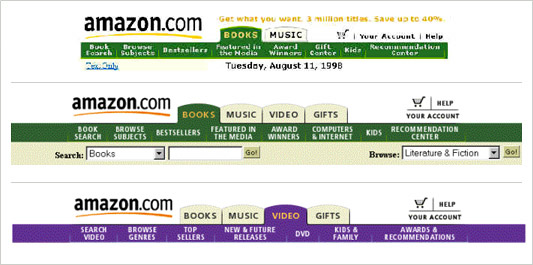 amazon.com
Get what you want. 3 million titles. Save up to 40%.
BOOKS MUSIC | Your Account | Help
Book Search | Browse Subjects | Bestsellers | Featured in the Media | Award Winners | Gift Center | Kids | Recommendation Center
Text Only
Tuesday, August 11, 1998
amazon.com
BOOKS MUSIC VIDEO GIFTS | HELP
YOUR ACCOUNT
BOOK SEARCH | BROWSE SUBJECTS | BESTSELLERS | FEATURED IN THE MEDIA | AWARD WINNERS | COMPUTERS & INTERNET | KIDS | RECOMMENDATION CENTER
Search: Books Go! Browse: Literature & Fiction Go!
amazon.com
BOOKS MUSIC VIDEO GIFTS | HELP
YOUR ACCOUNT
SEARCH VIDEO | BROWSE GENRES | TOP SELLERS | NEW & FUTURE RELEASES | DVD | KIDS & FAMILY | AWARDS & RECOMMENDATIONS